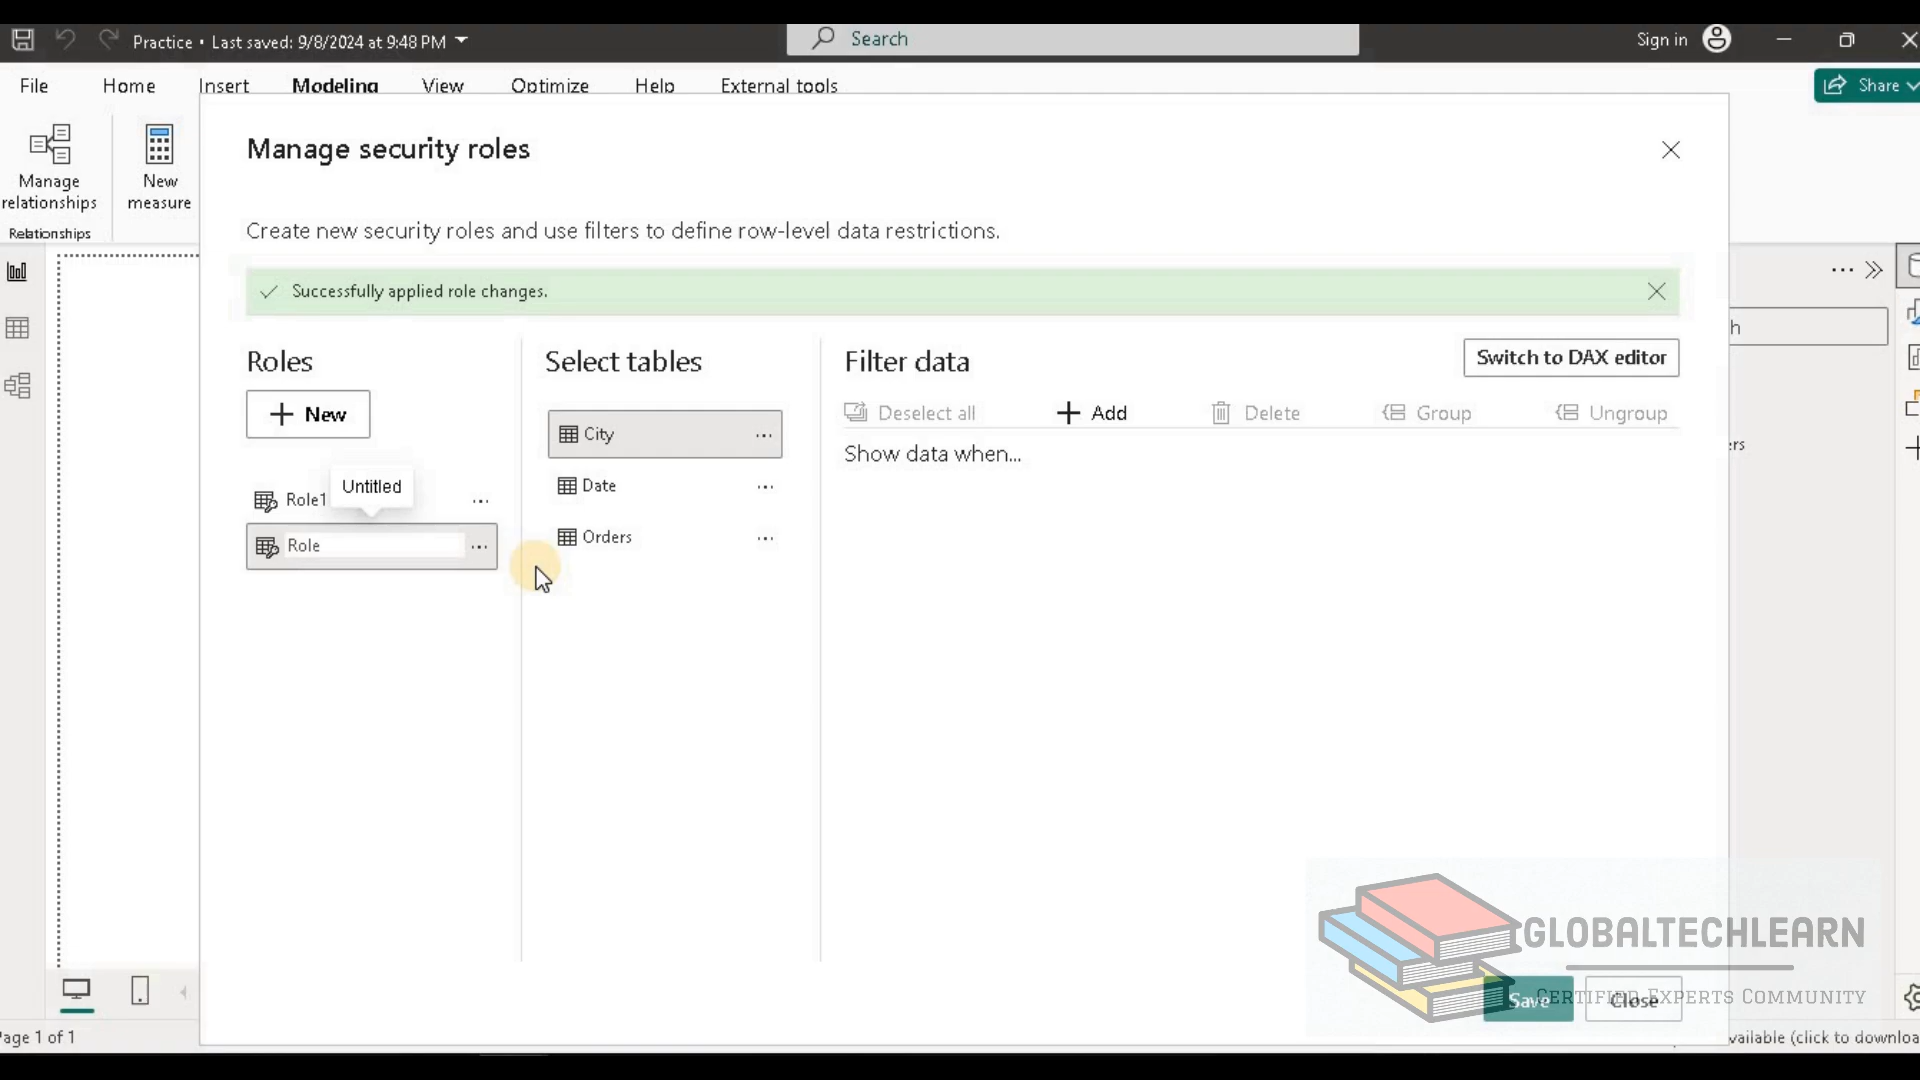 Practice • Last saved: 9/8/2024 at 9:48 PM
Search
Sign in
File Home Insert Modeling View Optimize Help External tools
Share
Manage relationships
New measure
Relationships
Manage security roles
Create new security roles and use filters to define row-level data restrictions.
Successfully applied role changes.
Roles
+ New
Untitled
Role1 ...
Role ...
Select tables
City ...
Date ...
Orders ...
Filter data
Switch to DAX editor
Deselect all + Add Delete Group Ungroup
Show data when...
GLOBALTECHLEARN
CERTIFIED EXPERTS COMMUNITY
Save Close
Page 1 of 1
(click to